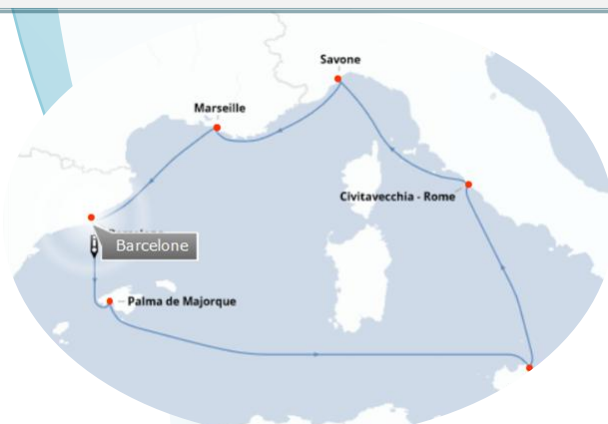 Savone
Marseille
Civitavecchia - Rome
Barcelone
Palma de Majorque